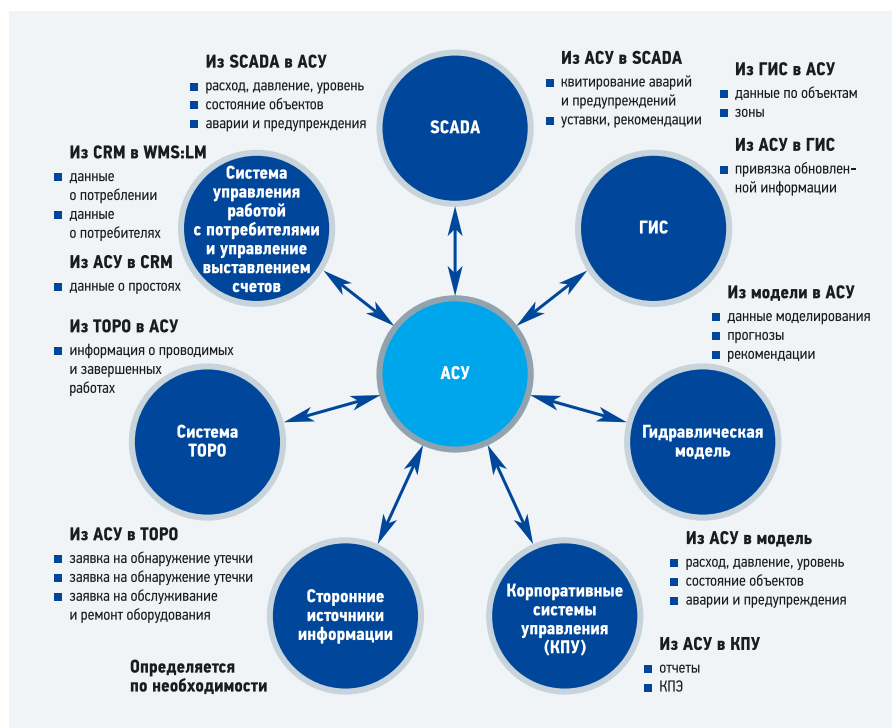 Из SCADA в АСУ
расход, давление, уровень
состояние объектов
аварии и предупреждения
SCADA
Из АСУ в SCADA
квитирование аварий
и предупреждений
уставки, рекомендации
Из ГИС в АСУ
данные по объектам
зоны
Из АСУ в ГИС
привязка обновлен-
ной информации
ГИС
Из CRM в WMS:LM
данные
о потреблении
данные
о потребителях
Из АСУ в CRM
данные о простоях
Система
управления
работой
с потребителями
и управление
выставлением
счетов
Из модели в АСУ
данные моделирования
прогнозы
рекомендации
Из ТОРО в АСУ
информация о проводимых
и завершенных
работах
АСУ
Система
ТОРО
Гидравлическая
модель
Из АСУ в ТОРО
заявка на обнаружение утечки
заявка на обнаружение утечки
заявка на обслуживание
и ремонт оборудования
Из АСУ в модель
расход, давление, уровень
состояние объектов
аварии и предупреждения
Сторонние
источники
информации
Корпоративные
системы
управления
(КПУ)
Определяется
по необходимости
Из АСУ в КПУ
отчеты
КПЭ